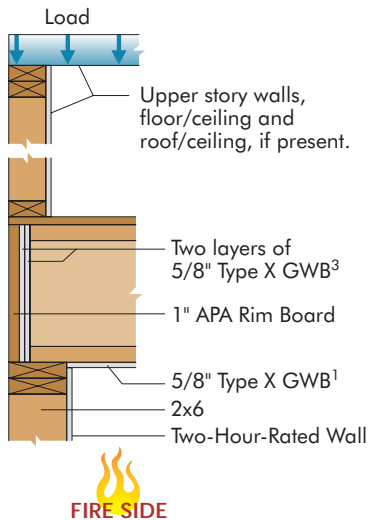 Load
Upper story walls,
floor/ceiling and
roof/ceiling, if present.
Two layers of
5/8" Type X GWB³
1" APA Rim Board
5/8" Type X GWB¹
2x6
Two-Hour-Rated Wall
FIRE SIDE